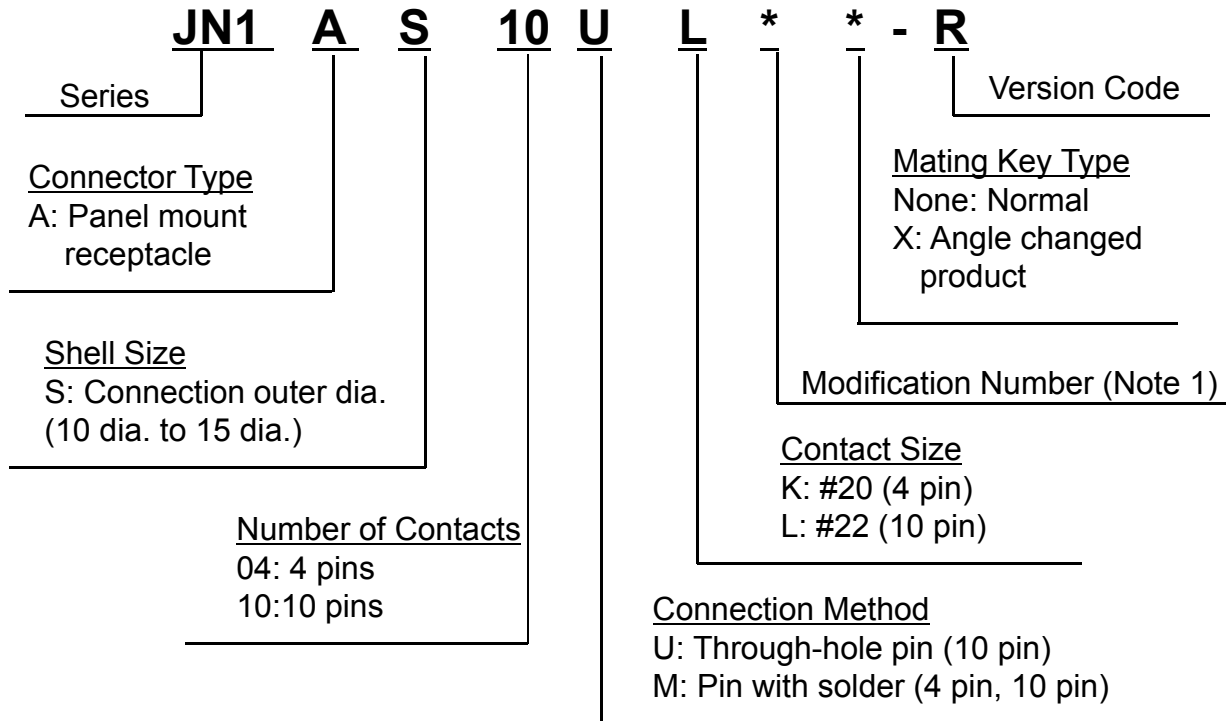 JN1 A S 10 U L * * - R
Series
Version Code
Connector Type
A: Panel mount
receptacle
Mating Key Type
None: Normal
X: Angle changed
product
Shell Size
S: Connection outer dia.
(10 dia. to 15 dia.)
Modification Number (Note 1)
Contact Size
K: #20 (4 pin)
L: #22 (10 pin)
Number of Contacts
04: 4 pins
10:10 pins
Connection Method
U: Through-hole pin (10 pin)
M: Pin with solder (4 pin, 10 pin)